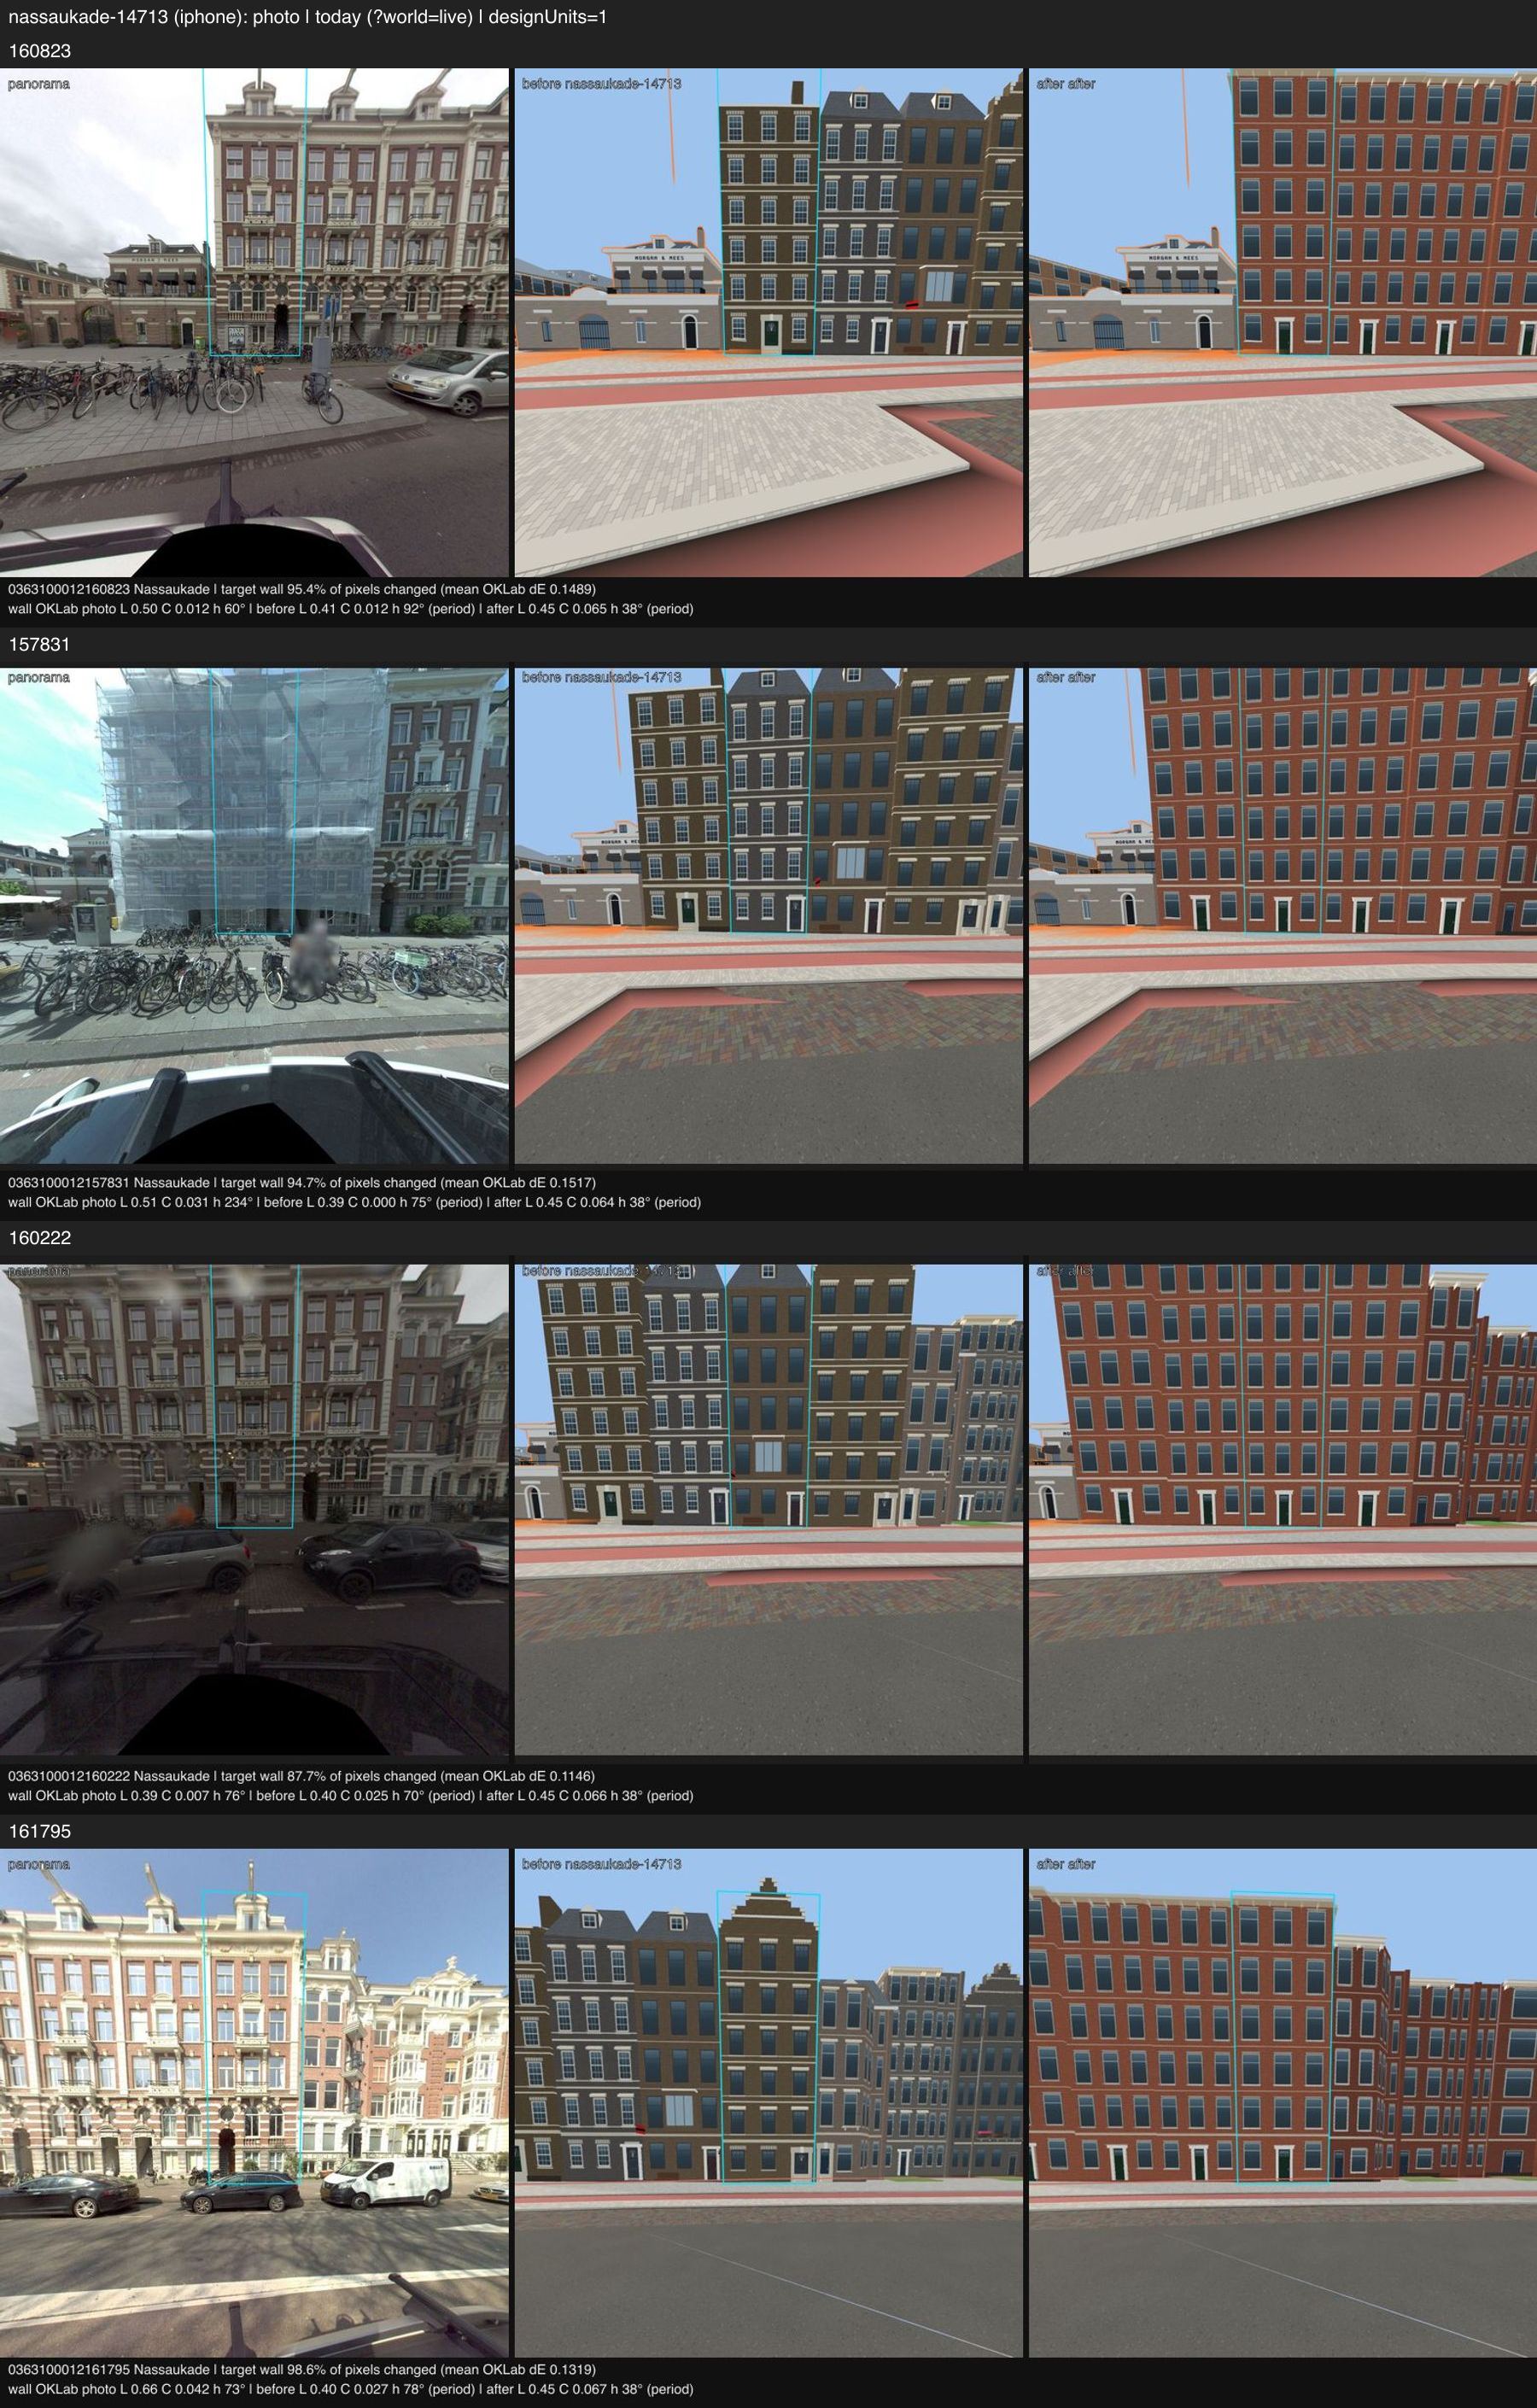 nassaukade-14713 (iphone): photo | today (?world=live) | designUnits=1
160823
panorama
before nassaukade-14713
after after
MORGAN & MEES
MORGAN & MEES
MORGAN & MEES
0363100012160823 Nassaukade | target wall 95.4% of pixels changed (mean OKLab dE 0.1489)
wall OKLab photo L 0.50 C 0.012 h 60° | before L 0.41 C 0.012 h 92° (period) | after L 0.45 C 0.065 h 38° (period)
157831
panorama
before nassaukade-14713
after after
MORGAN & MEE
MORGAN & M
0363100012157831 Nassaukade | target wall 94.7% of pixels changed (mean OKLab dE 0.1517)
wall OKLab photo L 0.51 C 0.031 h 234° | before L 0.39 C 0.000 h 75° (period) | after L 0.45 C 0.064 h 38° (period)
160222
panorama
before nassaukade-14713
after after
0363100012160222 Nassaukade | target wall 87.7% of pixels changed (mean OKLab dE 0.1146)
wall OKLab photo L 0.39 C 0.007 h 76° | before L 0.40 C 0.025 h 70° (period) | after L 0.45 C 0.066 h 38° (period)
161795
panorama
before nassaukade-14713
after after
0363100012161795 Nassaukade | target wall 98.6% of pixels changed (mean OKLab dE 0.1319)
wall OKLab photo L 0.66 C 0.042 h 73° | before L 0.40 C 0.027 h 78° (period) | after L 0.45 C 0.067 h 38° (period)